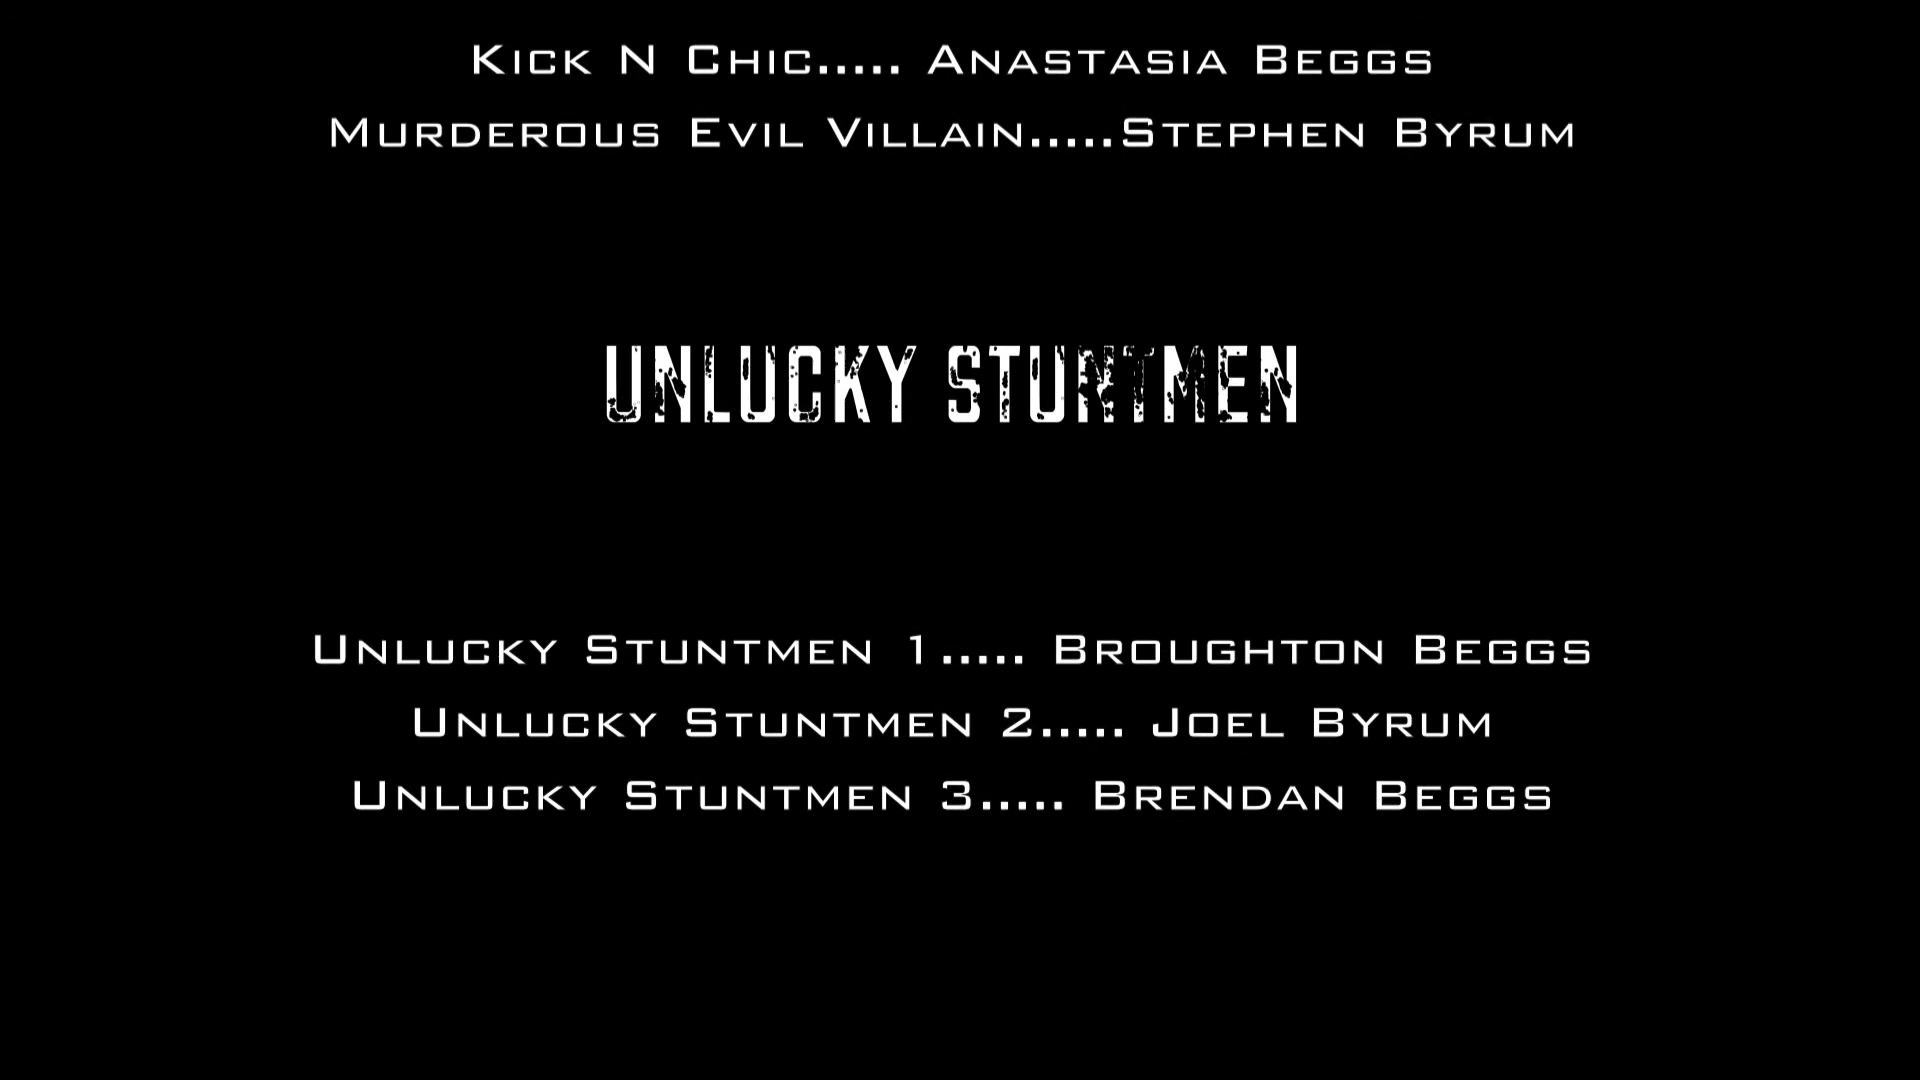 Kick N Chic..... Anastasia Beggs
Murderous Evil Villain.....Stephen Byrum
UNLUCKY STUNTMEN
Unlucky Stuntmen 1..... Broughton Beggs
Unlucky Stuntmen 2..... Joel Byrum
Unlucky Stuntmen 3..... Brendan Beggs